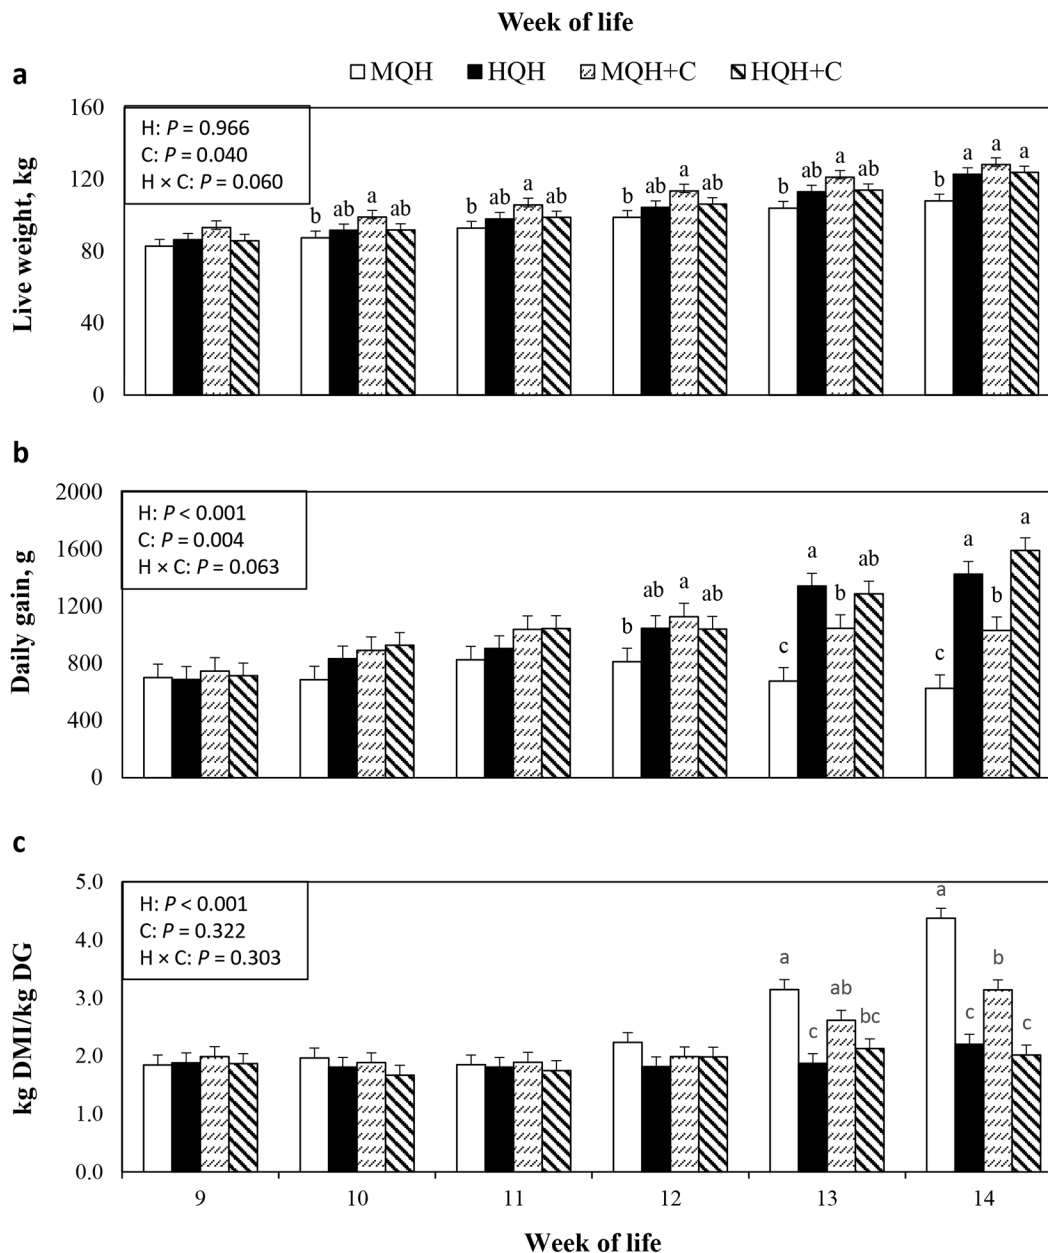 Week of life
a
MQH HQH MQH+C HQH+C
160
120
80
40
0
Live weight, kg
H: P = 0.966
C: P = 0.040
H × C: P = 0.060
b ab a ab
b ab a ab
b ab a ab
b ab a ab
b a a a
b
2000
1600
1200
800
400
0
Daily gain, g
H: P < 0.001
C: P = 0.004
H × C: P = 0.063
b ab a ab
c a b ab
c a b a
c
5.0
4.0
3.0
2.0
1.0
0.0
kg DMI/kg DG
H: P < 0.001
C: P = 0.322
H × C: P = 0.303
a c ab bc
a c b c
9 10 11 12 13 14
Week of life